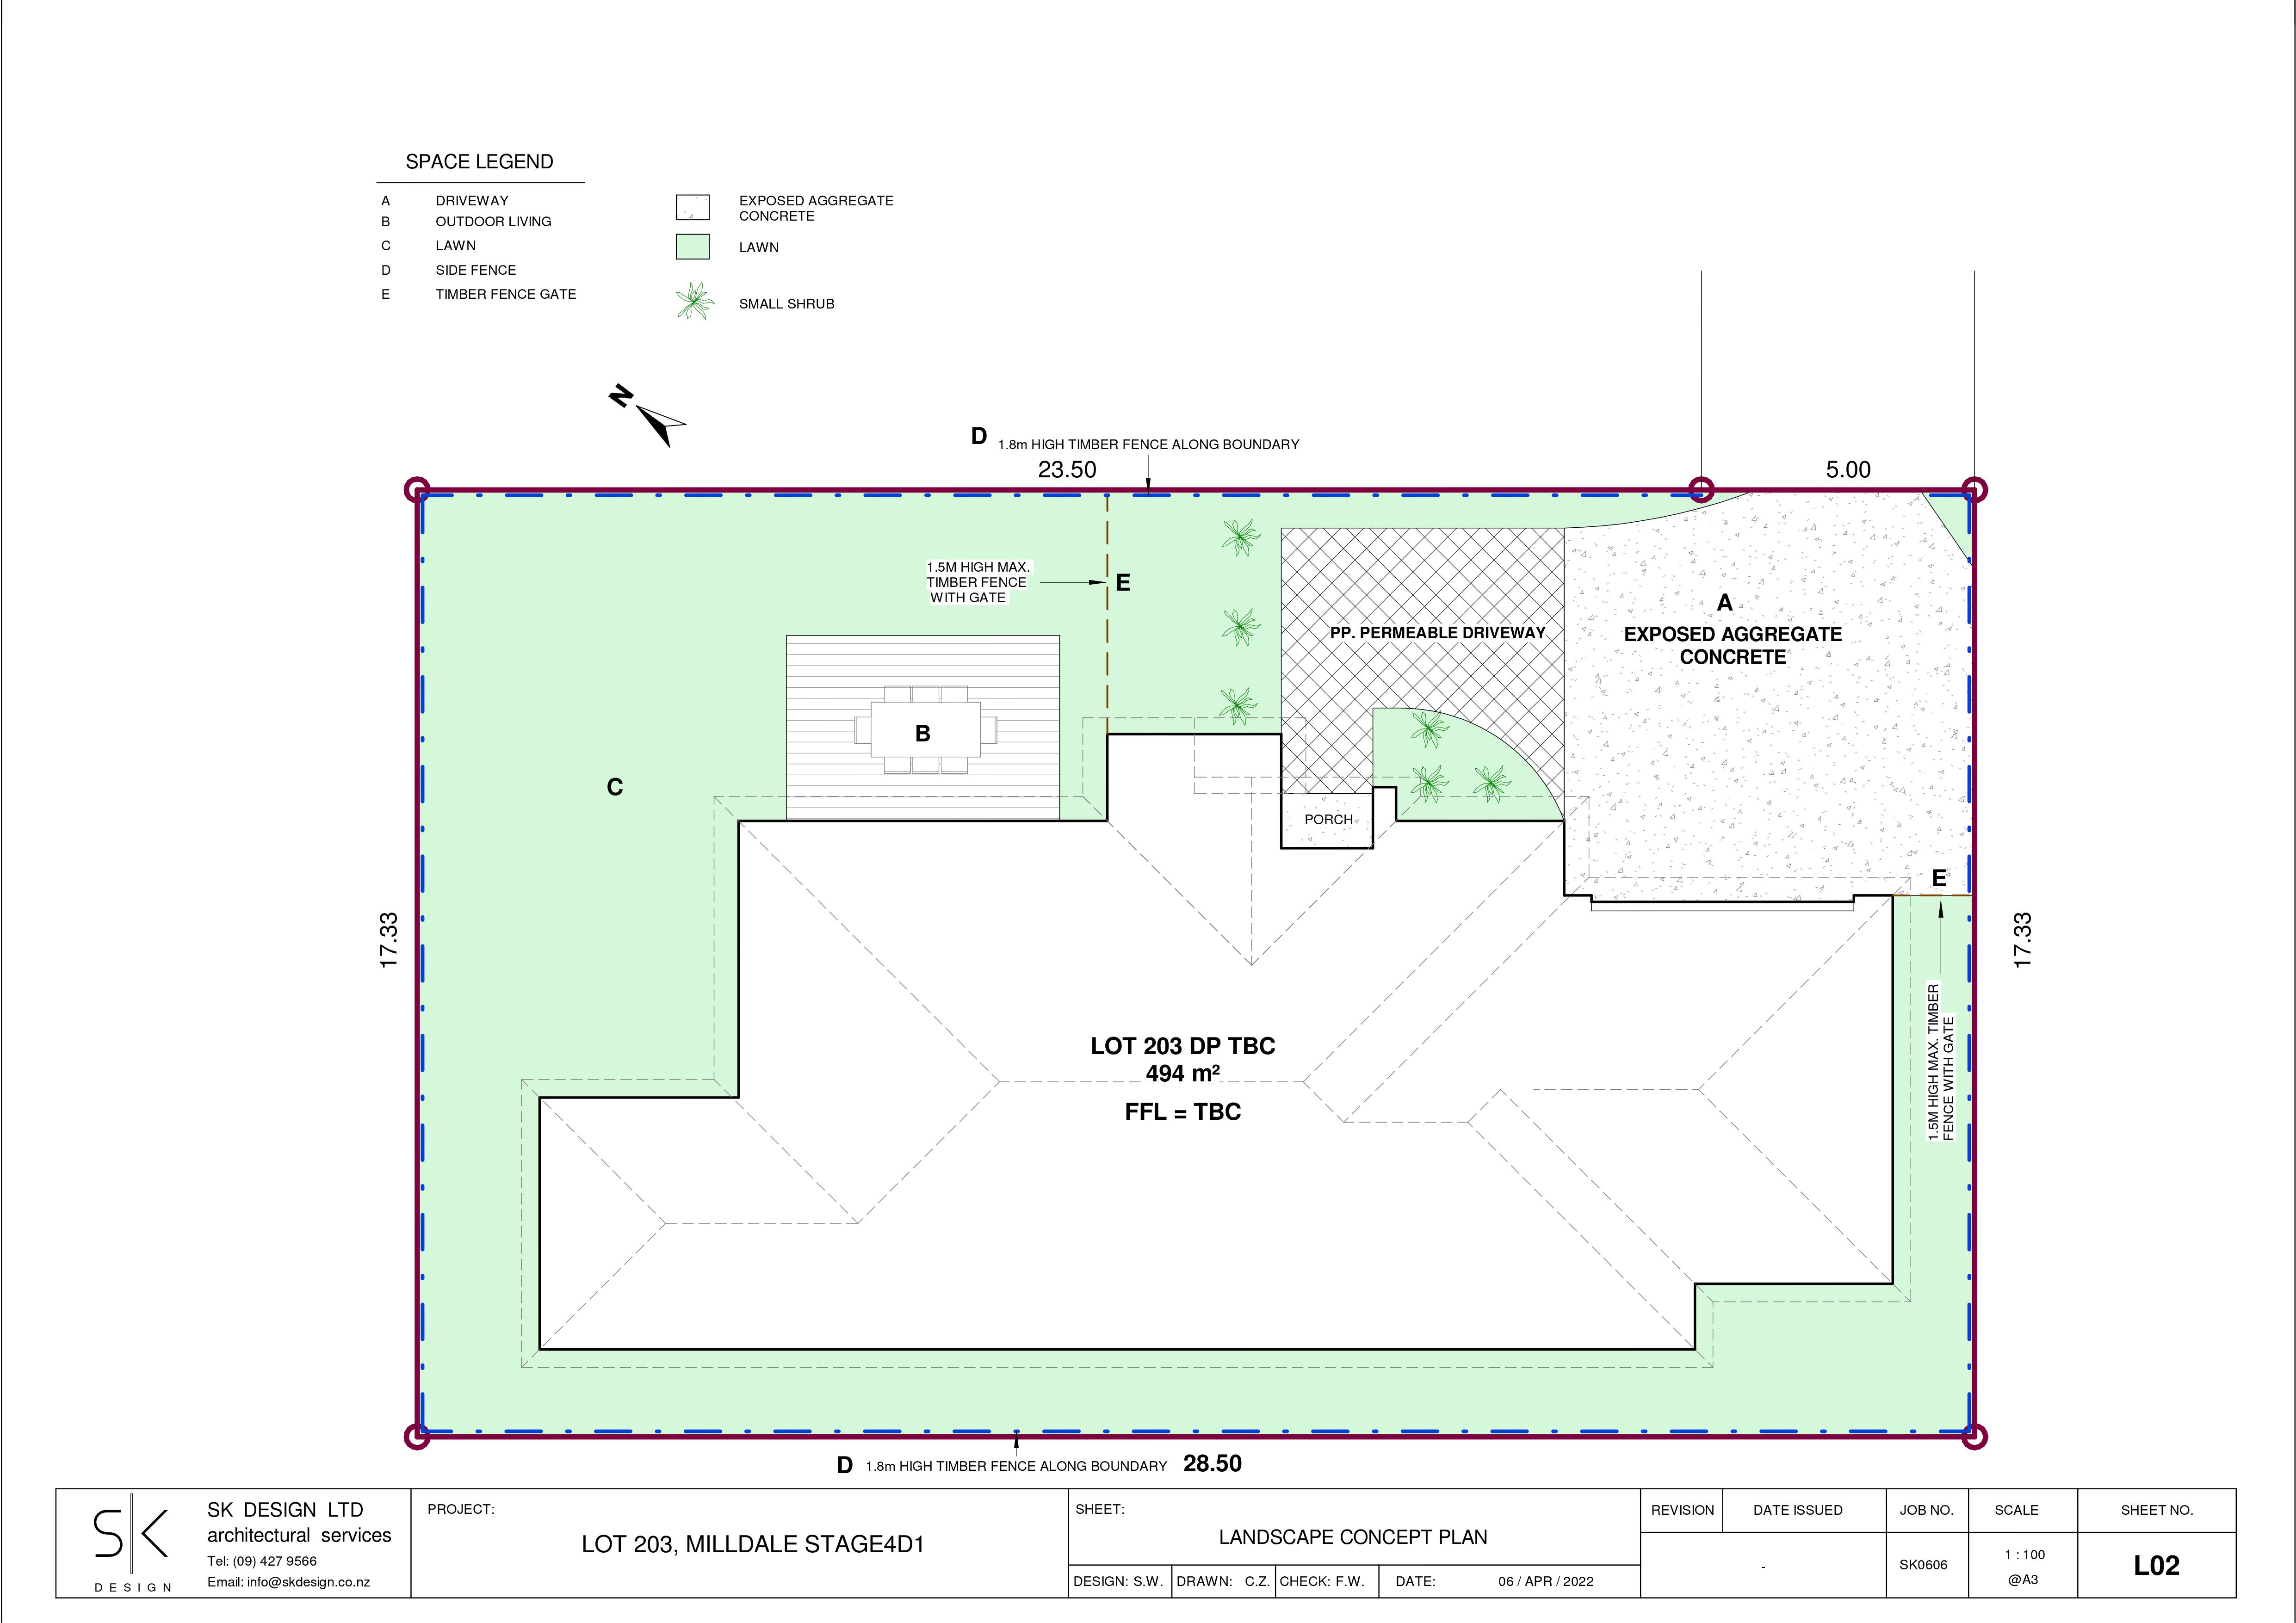 SPACE LEGEND
A DRIVEWAY
B OUTDOOR LIVING
C LAWN
D SIDE FENCE
E TIMBER FENCE GATE
EXPOSED AGGREGATE
CONCRETE
LAWN
SMALL SHRUB
N
D 1.8m HIGH TIMBER FENCE ALONG BOUNDARY
23.50
5.00
1.5M HIGH MAX.
TIMBER FENCE
WITH GATE
E
A
EXPOSED AGGREGATE
CONCRETE
PP. PERMEABLE DRIVEWAY
B
C
PORCH
E
17.33
17.33
1.5M HIGH MAX. TIMBER
FENCE WITH GATE
LOT 203 DP TBC
494 m²
FFL = TBC
D 1.8m HIGH TIMBER FENCE ALONG BOUNDARY 28.50
SK
DESIGN
SK DESIGN LTD
architectural services
Tel: (09) 427 9566
Email: info@skdesign.co.nz
PROJECT:
LOT 203, MILLDALE STAGE4D1
SHEET:
LANDSCAPE CONCEPT PLAN
DESIGN: S.W. DRAWN: C.Z. CHECK: F.W. DATE: 06 / APR / 2022
REVISION DATE ISSUED
-
JOB NO.
SK0606
SCALE
1 : 100
@A3
SHEET NO.
L02